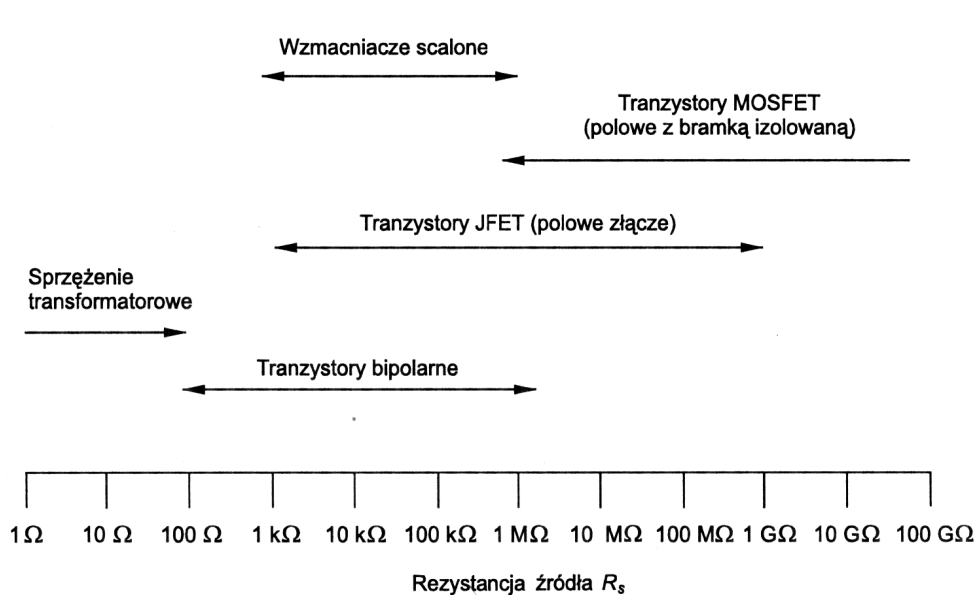 Wzmacniacze scalone
Tranzystory MOSFET
(polowe z bramką izolowaną)
Tranzystory JFET (polowe złącze)
Sprzężenie
transformatorowe
Tranzystory bipolarne
1Ω 10 Ω 100 Ω 1 kΩ 10 kΩ 100 kΩ 1 MΩ 10 MΩ 100 MΩ 1 GΩ 10 GΩ 100 GΩ
Rezystancja źródła Rs